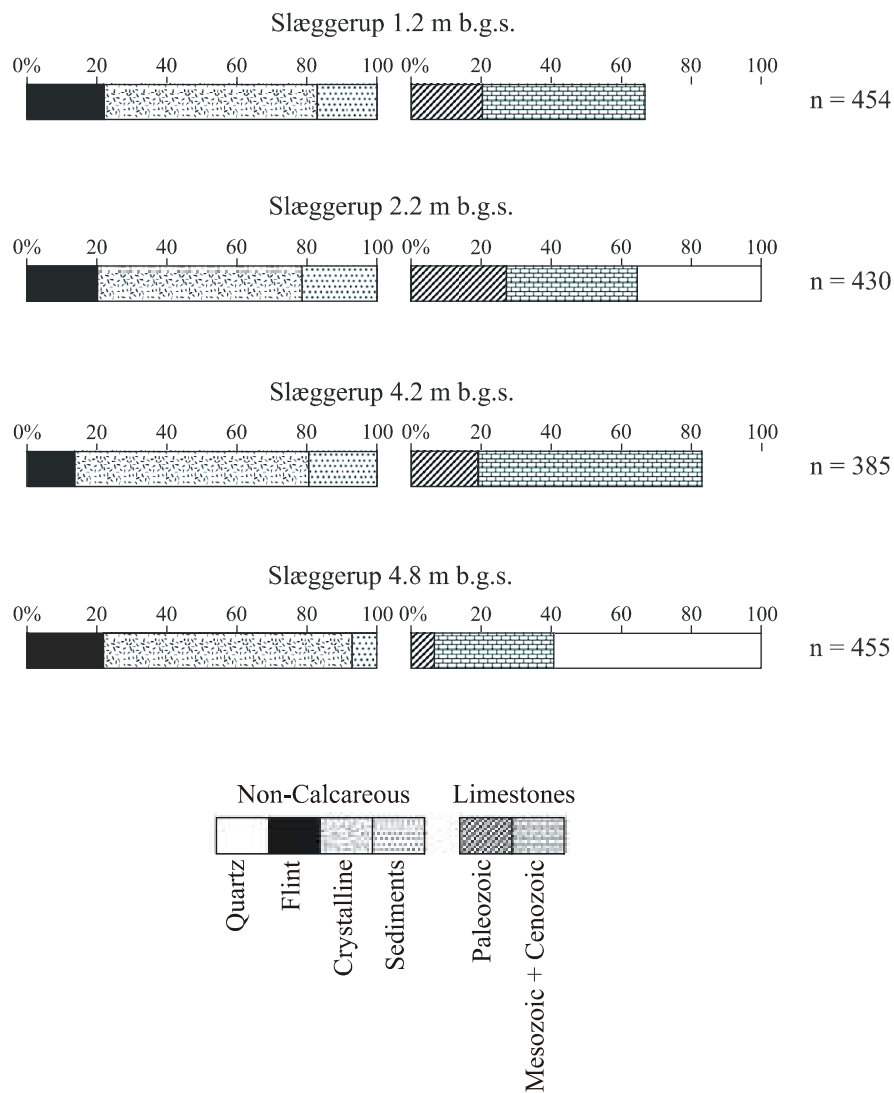 Slæggerup 1.2 m b.g.s.
0% 20 40 60 80 100 0% 20 40 60 80 100
n = 454
Slæggerup 2.2 m b.g.s.
0% 20 40 60 80 100 0% 20 40 60 80 100
n = 430
Slæggerup 4.2 m b.g.s.
0% 20 40 60 80 100 0% 20 40 60 80 100
n = 385
Slæggerup 4.8 m b.g.s.
0% 20 40 60 80 100 0% 20 40 60 80 100
n = 455
Non-Calcareous Limestones
Quartz
Flint
Crystalline
Sediments
Paleozoic
Mesozoic + Cenozoic